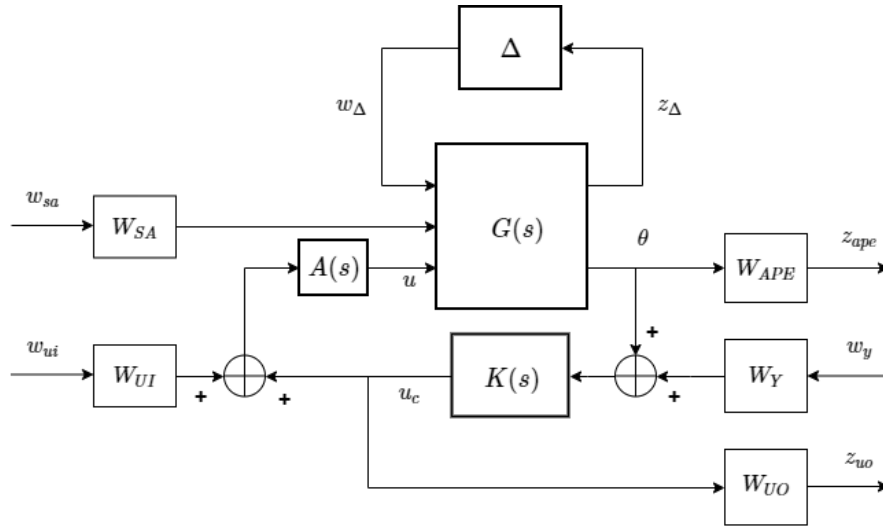 Δ
w_Δ
z_Δ
w_sa
W_SA
G(s)
θ
z_ape
A(s)
u
W_APE
w_ui
W_UI
+
+
u_c
K(s)
+
+
W_Y
w_y
W_UO
z_uo